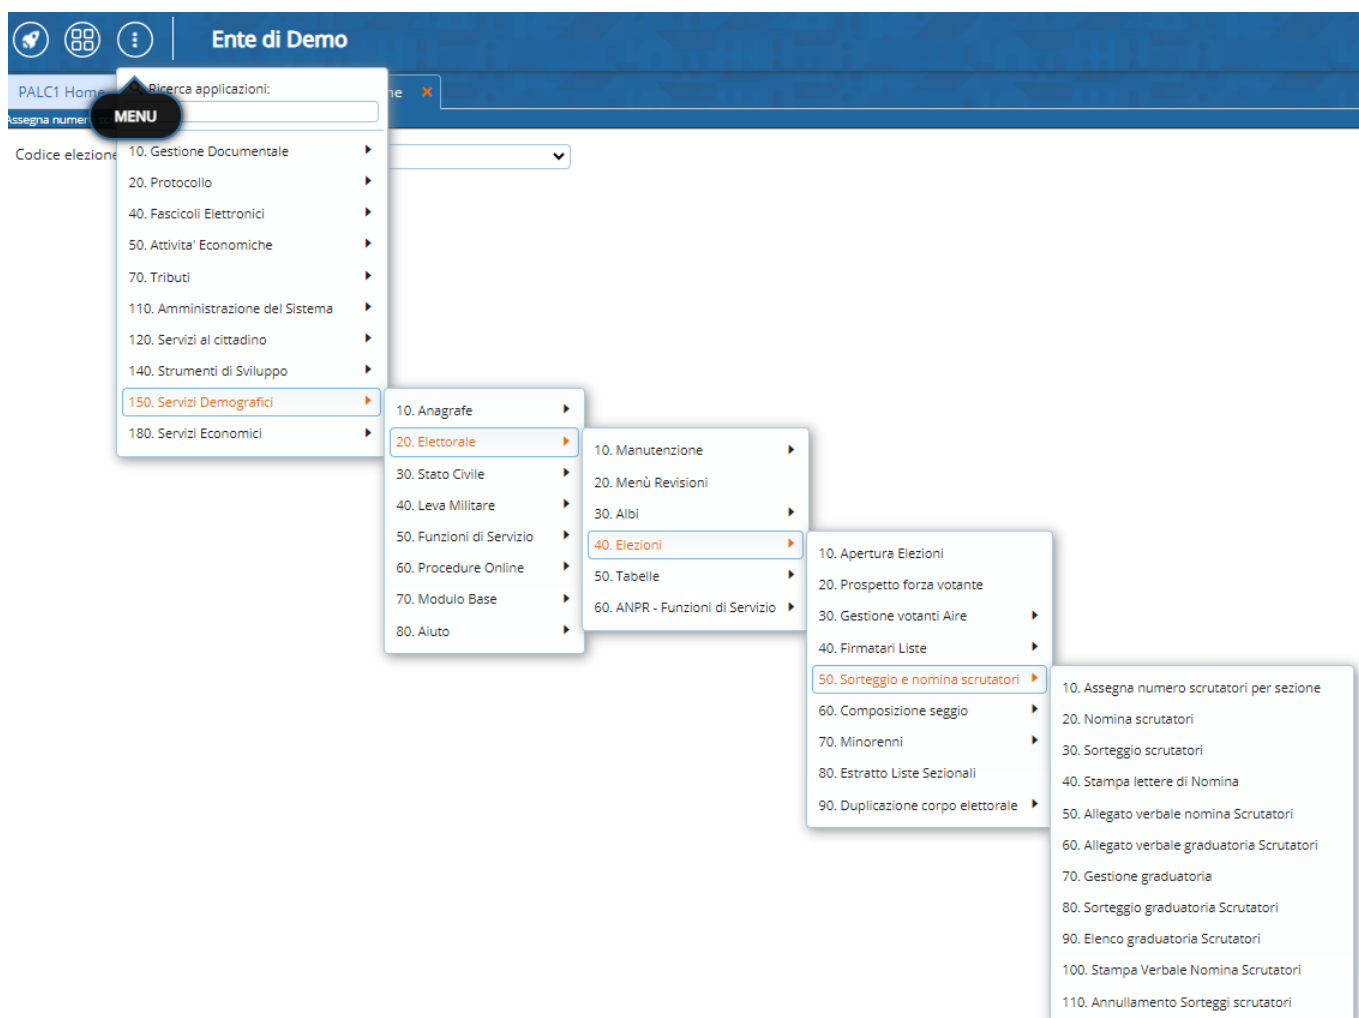 Ente di Demo
PALC1 Home
ne ×
Ricerca applicazioni:
MENU
Assegna numero
Codice elezione
10. Gestione Documentale
20. Protocollo
40. Fascicoli Elettronici
50. Attivita' Economiche
70. Tributi
110. Amministrazione del Sistema
120. Servizi al cittadino
140. Strumenti di Sviluppo
150. Servizi Demografici
180. Servizi Economici
10. Anagrafe
20. Elettorale
30. Stato Civile
40. Leva Militare
50. Funzioni di Servizio
60. Procedure Online
70. Modulo Base
80. Aiuto
10. Manutenzione
20. Menù Revisioni
30. Albi
40. Elezioni
50. Tabelle
60. ANPR - Funzioni di Servizio
10. Apertura Elezioni
20. Prospetto forza votante
30. Gestione votanti Aire
40. Firmatari Liste
50. Sorteggio e nomina scrutatori
60. Composizione seggio
70. Minorenni
80. Estratto Liste Sezionali
90. Duplicazione corpo elettorale
10. Assegna numero scrutatori per sezione
20. Nomina scrutatori
30. Sorteggio scrutatori
40. Stampa lettere di Nomina
50. Allegato verbale nomina Scrutatori
60. Allegato verbale graduatoria Scrutatori
70. Gestione graduatoria
80. Sorteggio graduatoria Scrutatori
90. Elenco graduatoria Scrutatori
100. Stampa Verbale Nomina Scrutatori
110. Annullamento Sorteggi scrutatori